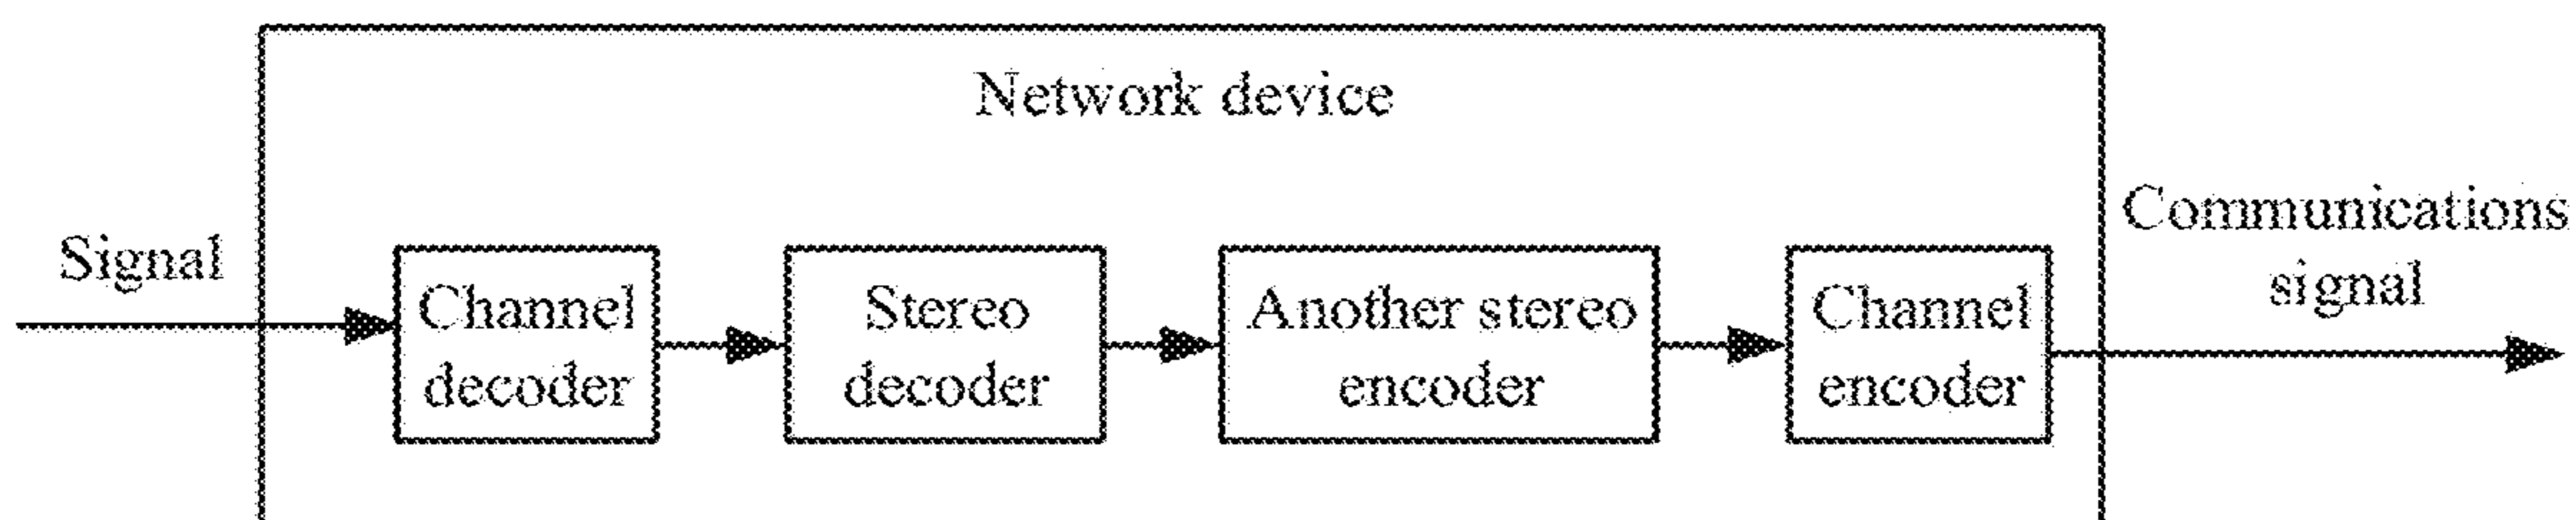 Network device
Signal
Channel
decoder
Stereo
decoder
Another stereo
encoder
Channel
encoder
Communications
signal